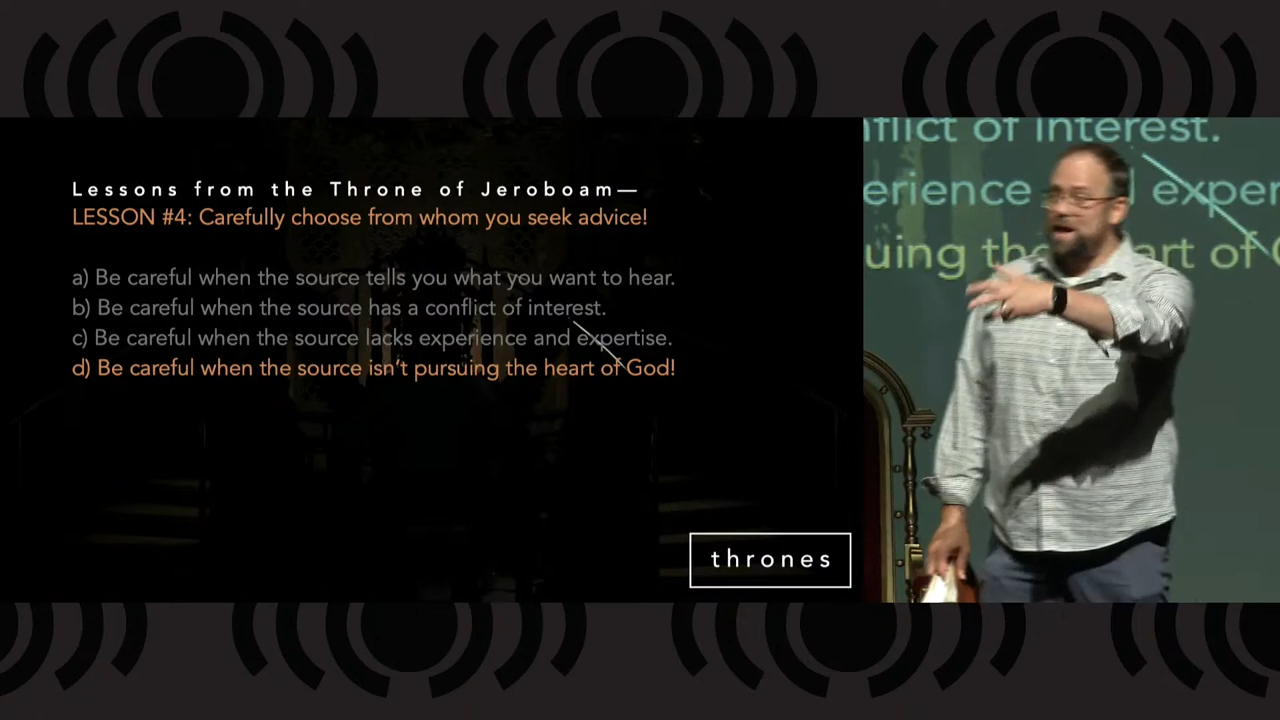 Lessons from the Throne of Jeroboam—
LESSON #4: Carefully choose from whom you seek advice!
a) Be careful when the source tells you what you want to hear.
b) Be careful when the source has a conflict of interest.
c) Be careful when the source lacks experience and expertise.
d) Be careful when the source isn't pursuing the heart of God!
thrones
nflict of interest.
erience exper
uing the art of